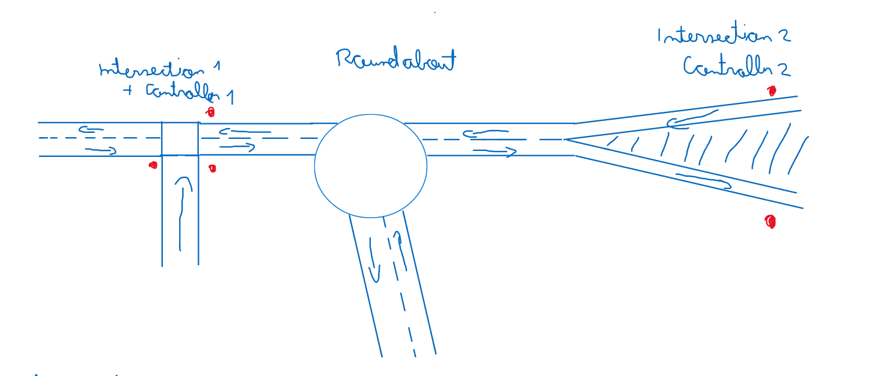 Intersection 1
+ Controller 1
Roundabout
Intersection 2
Controller 2